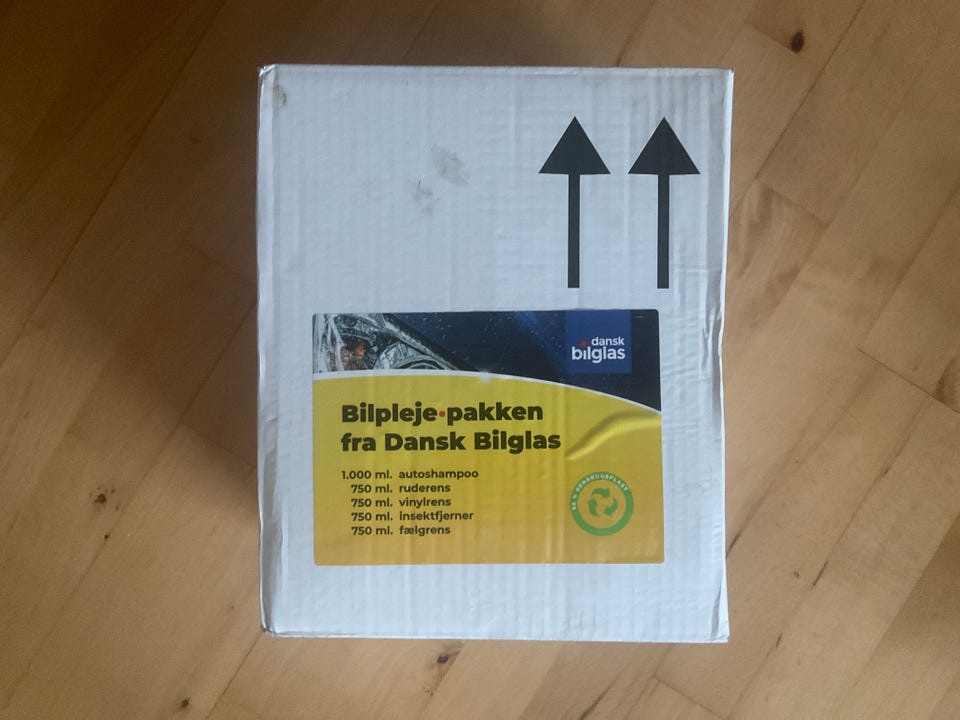 dansk
bilglas
Bilpleje•pakken
fra Dansk Bilglas
1.000 ml. autoshampoo
750 ml. ruderens
750 ml. vinylrens
750 ml. insektfjerner
750 ml. fælgrens
% GENBRUGSPLAST